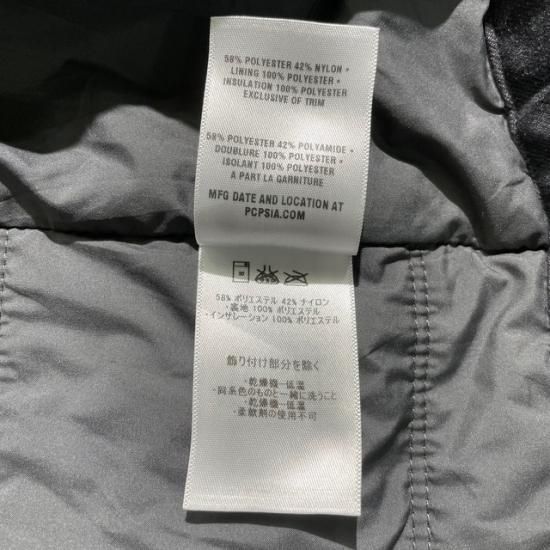 58% POLYESTER 42% NYLON •
LINING 100% POLYESTER •
INSULATION 100% POLYESTER
EXCLUSIVE OF TRIM
58% POLYESTER 42% POLYAMIDE •
DOUBLURE 100% POLYESTER •
ISOLANT 100% POLYESTER
A PART LA GARNITURE
MFG DATE AND LOCATION AT
PCPSIA.COM
58% ポリエステル 42% ナイロン
・裏地 100% ポリエステル
・インサレーション 100% ポリエステル
飾り付け部分を除く
・乾燥機ー低温
・同系色のものと一緒に洗うこと
・乾燥機ー低温
・柔軟剤の使用不可